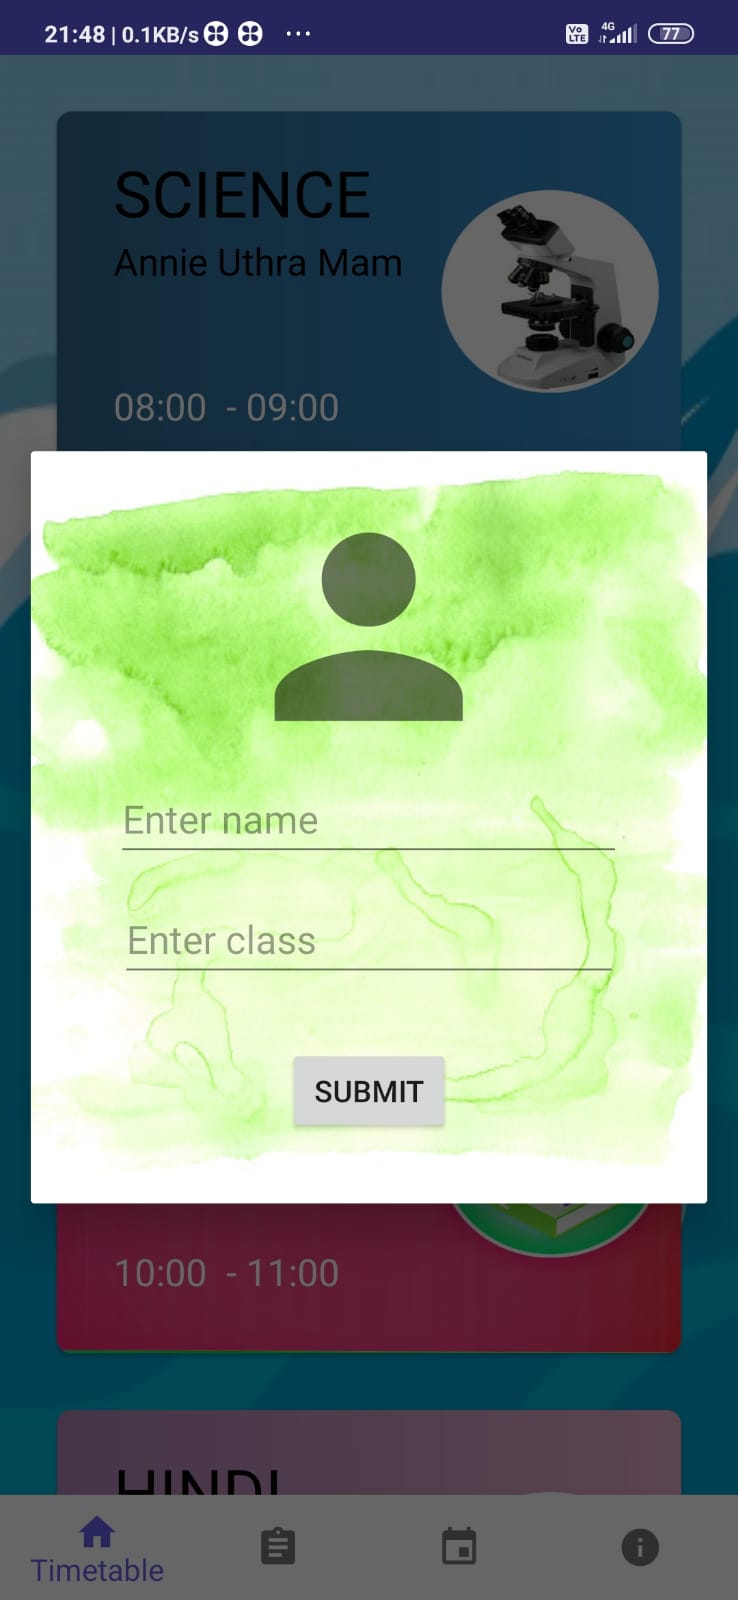 21:48 | 0.1KB/s ... Vo LTE 4G 77
SCIENCE
Annie Uthra Mam
08:00 - 09:00
Enter name
Enter class
SUBMIT
10:00 - 11:00
HINDI
Timetable